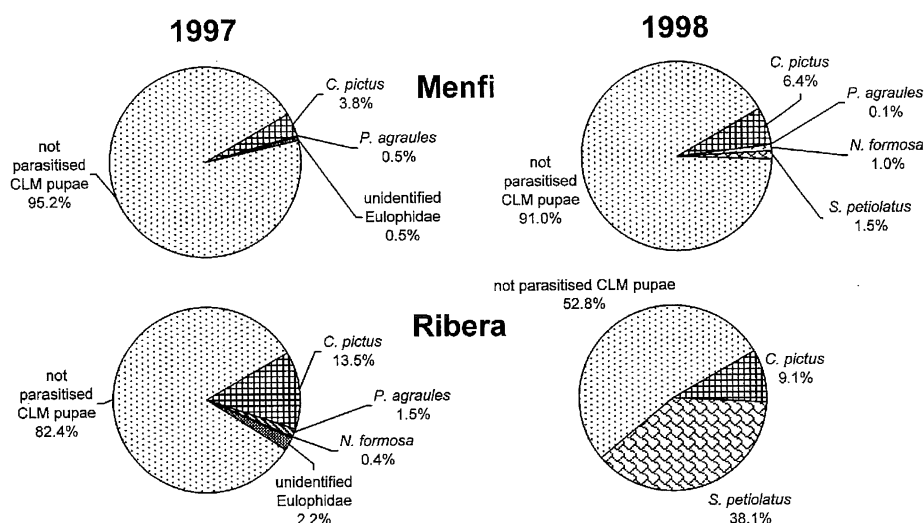 1997
1998
Menfi
C. pictus
3.8%
P. agraules
0.5%
unidentified
Eulophidae
0.5%
not
parasitised
CLM pupae
95.2%
C. pictus
6.4%
P. agraules
0.1%
N. formosa
1.0%
S. petiolatus
1.5%
not
parasitised
CLM pupae
91.0%
Ribera
C. pictus
13.5%
P. agraules
1.5%
N. formosa
0.4%
unidentified
Eulophidae
2.2%
not
parasitised
CLM pupae
82.4%
not parasitised CLM pupae
52.8%
C. pictus
9.1%
S. petiolatus
38.1%